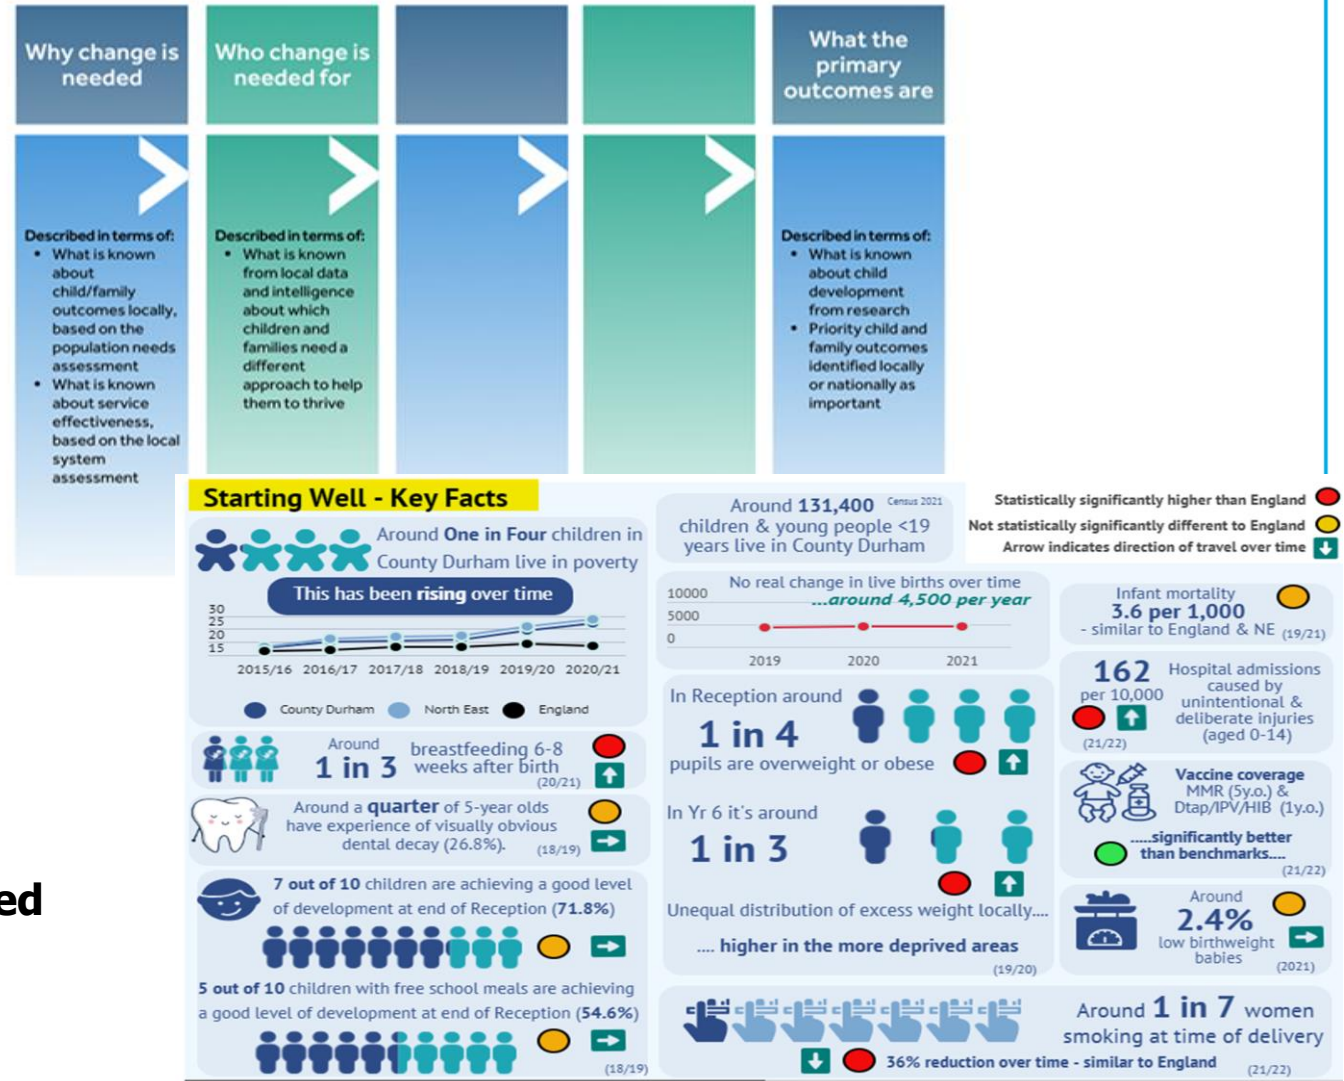 Why change is
needed
Who change is
needed for
What the
primary
outcomes are
Described in terms of:
• What is known
about
child/family
outcomes locally,
based on the
population needs
assessment
• What is known
about service
effectiveness,
based on the local
system
assessment
Described in terms of:
• What is known
from local data
and intelligence
about which
children and
families need a
different
approach to help
them to thrive
Described in terms of:
• What is known
about child
development
from research
• Priority child and
family outcomes
identified locally
or nationally as
important
ed
Starting Well - Key Facts
Around One in Four children in
County Durham live in poverty
This has been rising over time
30
25
20
15
2015/16 2016/17 2017/18 2018/19 2019/20 2020/21
County Durham North East England
Around
1 in 3
breastfeeding 6-8
weeks after birth
(20/21)
Around a quarter of 5-year olds
have experience of visually obvious
dental decay (26.8%).
(18/19)
7 out of 10 children are achieving a good level
of development at end of Reception (71.8%)
5 out of 10 children with free school meals are achieving
a good level of development at end of Reception (54.6%)
(18/19)
Around 131,400 Census 2021
children & young people <19
years live in County Durham
No real change in live births over time
...around 4,500 per year
10000
5000
0
2019 2020 2021
In Reception around
1 in 4
pupils are overweight or obese
In Yr 6 it's around
1 in 3
Unequal distribution of excess weight locally....
.... higher in the more deprived areas
(19/20)
Statistically significantly higher than England
Not statistically significantly different to England
Arrow indicates direction of travel over time
Infant mortality
3.6 per 1,000
- similar to England & NE (19/21)
162
per 10,000
(21/22)
Hospital admissions
caused by
unintentional &
deliberate injuries
(aged 0-14)
Vaccine coverage
MMR (5y.o.) &
Dtap/IPV/HIB (1y.o.)
.....significantly better
than benchmarks....
(21/22)
Around
2.4%
low birthweight
babies
(2021)
Around 1 in 7 women
smoking at time of delivery
36% reduction over time - similar to England
(21/22)